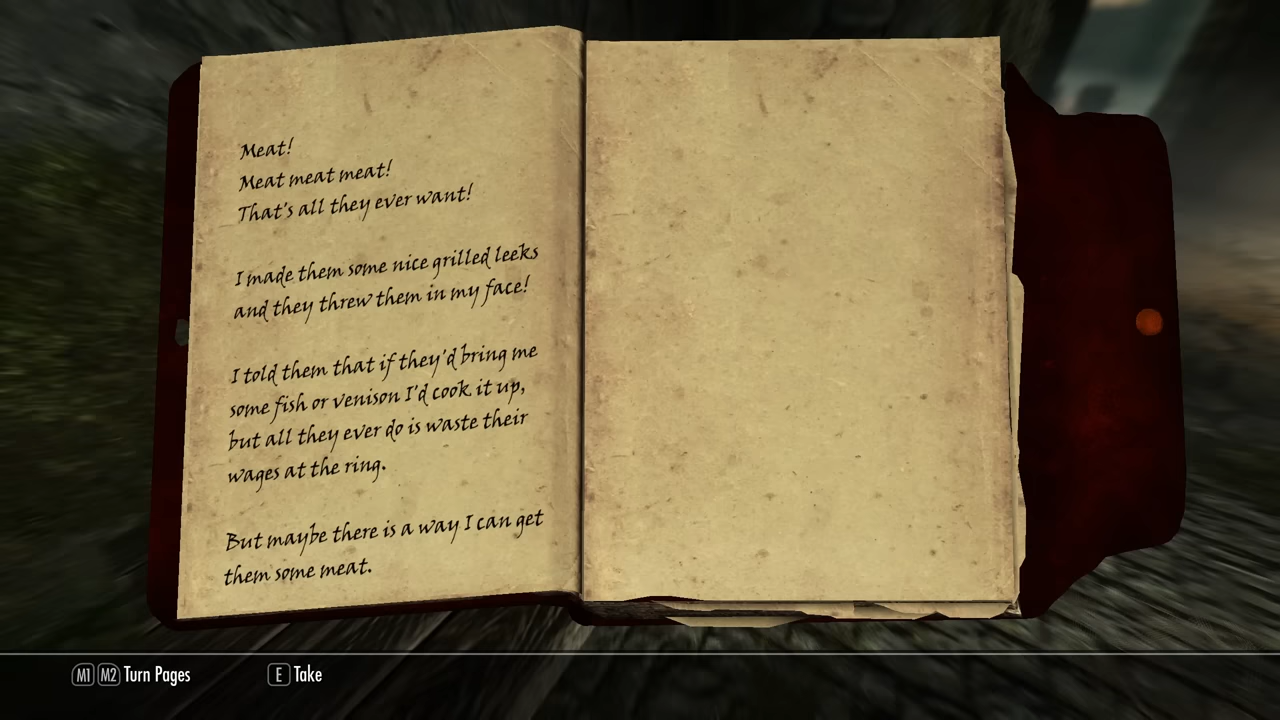 Meat!
Meat meat meat!
That's all they ever want!
I made them some nice grilled leeks
and they threw them in my face!
I told them that if they'd bring me
some fish or venison I'd cook it up,
but all they ever do is waste their
wages at the ring.
But maybe there is a way I can get
them some meat.
M1 M2 Turn Pages E Take